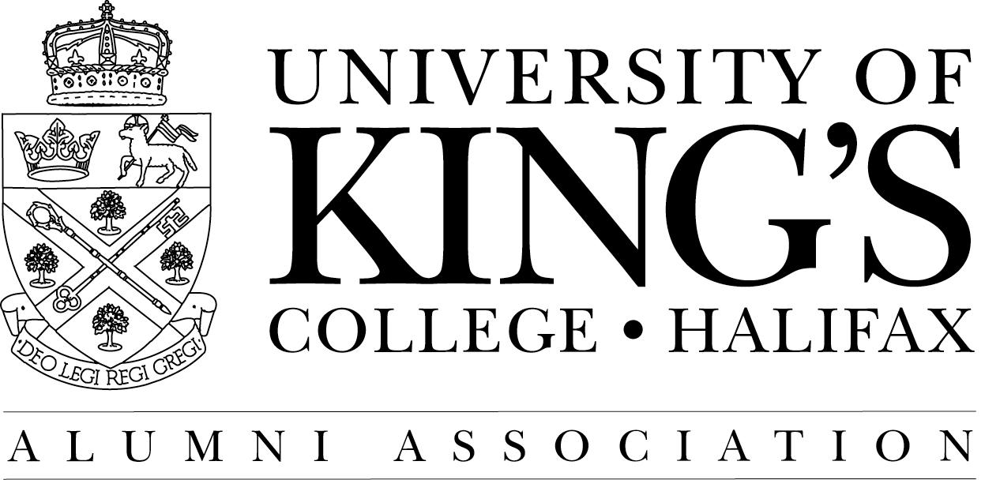 UNIVERSITY OF
KING'S
COLLEGE • HALIFAX
DEO LEGI REGI GREGI
ALUMNI ASSOCIATION